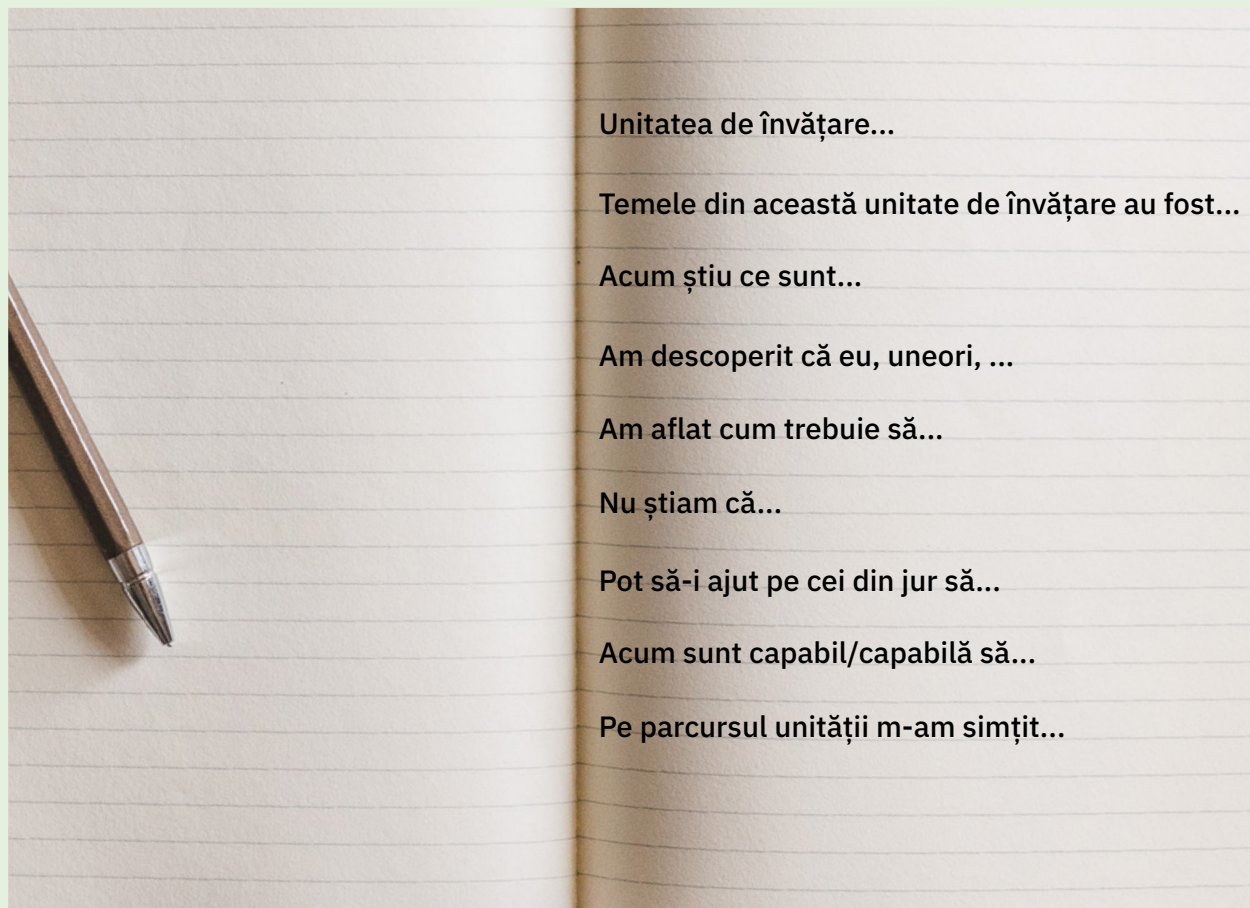 Unitatea de învățare...
Temele din această unitate de învățare au fost...
Acum știu ce sunt...
Am descoperit că eu, uneori, ...
Am aflat cum trebuie să...
Nu știam că...
Pot să-i ajut pe cei din jur să...
Acum sunt capabil/capabilă să...
Pe parcursul unității m-am simțit...